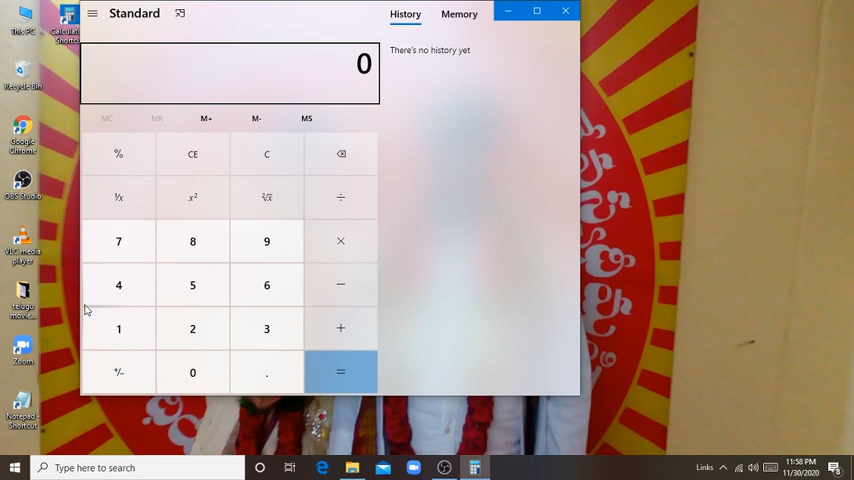 This PC
Calculat...
Shortcu...
Recycle Bin
Google
Chrome
OBS Studio
VLC media
player
telugu
movie...
Zoom
Notepad -
Shortcut
Standard
0
MC MR M+ M- MS
% CE C
¹⁄x x² ²√x ÷
7 8 9 ×
4 5 6 −
1 2 3 +
+/− 0 . =
History Memory
There's no history yet
Type here to search
Links
11:58 PM
11/30/2020
8